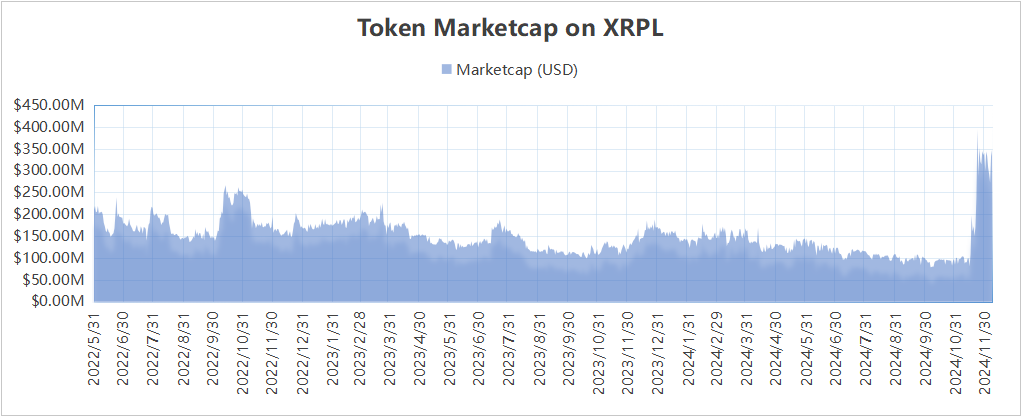 Token Marketcap on XRPL
Marketcap (USD)
$450.00M
$400.00M
$350.00M
$300.00M
$250.00M
$200.00M
$150.00M
$100.00M
$50.00M
$0.00M
2022/5/31
2022/6/30
2022/7/31
2022/8/31
2022/9/30
2022/10/31
2022/11/30
2022/12/31
2023/1/31
2023/2/28
2023/3/31
2023/4/30
2023/5/31
2023/6/30
2023/7/31
2023/8/31
2023/9/30
2023/10/31
2023/11/30
2023/12/31
2024/1/31
2024/2/29
2024/3/31
2024/4/30
2024/5/31
2024/6/30
2024/7/31
2024/8/31
2024/9/30
2024/10/31
2024/11/30